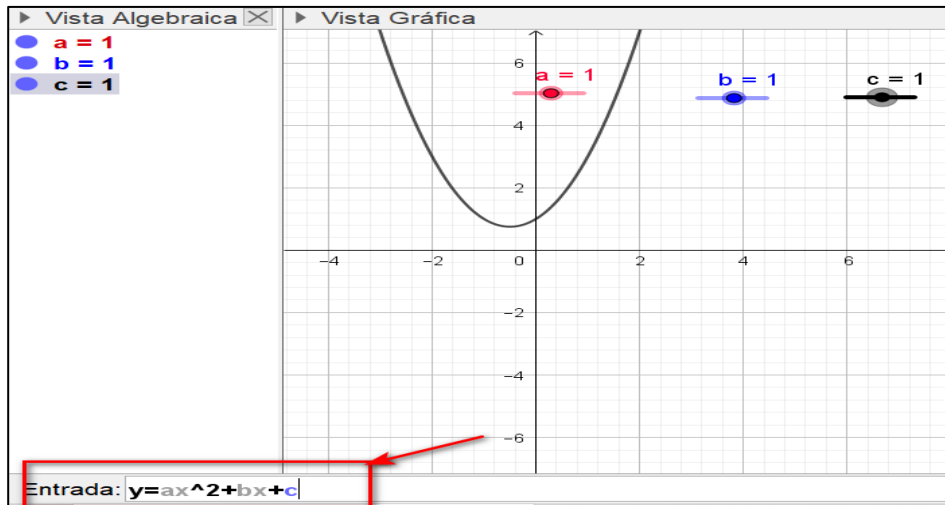 Vista Algebraica
a = 1
b = 1
c = 1
Vista Gráfica
a = 1
b = 1
c = 1
6
4
2
0
−2
−4
−6
−4
−2
2
4
6
Entrada: y=ax^2+bx+c